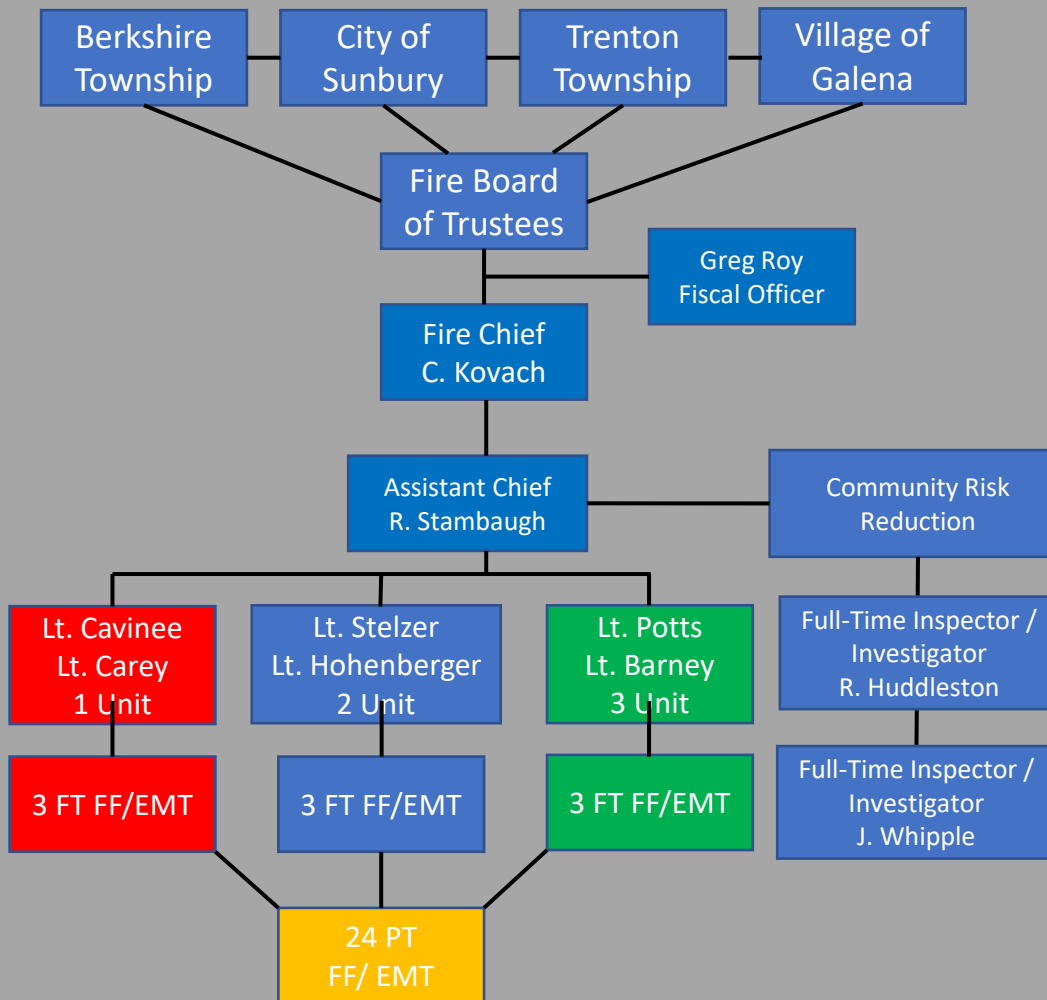 Berkshire
Township
City of
Sunbury
Trenton
Township
Village of
Galena
Fire Board
of Trustees
Greg Roy
Fiscal Officer
Fire Chief
C. Kovach
Assistant Chief
R. Stambaugh
Community Risk
Reduction
Lt. Cavinee
Lt. Carey
1 Unit
Lt. Stelzer
Lt. Hohenberger
2 Unit
Lt. Potts
Lt. Barney
3 Unit
Full-Time Inspector /
Investigator
R. Huddleston
3 FT FF/EMT
3 FT FF/EMT
3 FT FF/EMT
Full-Time Inspector /
Investigator
J. Whipple
24 PT
FF/ EMT